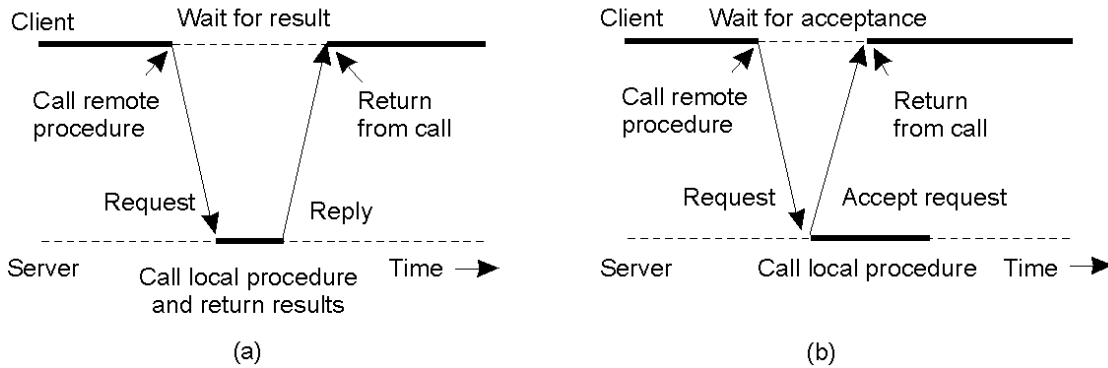 Client
Wait for result
Call remote
procedure
Return
from call
Request
Reply
Server
Call local procedure
and return results
Time
(a)
Client
Wait for acceptance
Call remote
procedure
Return
from call
Request
Accept request
Server
Call local procedure
Time
(b)